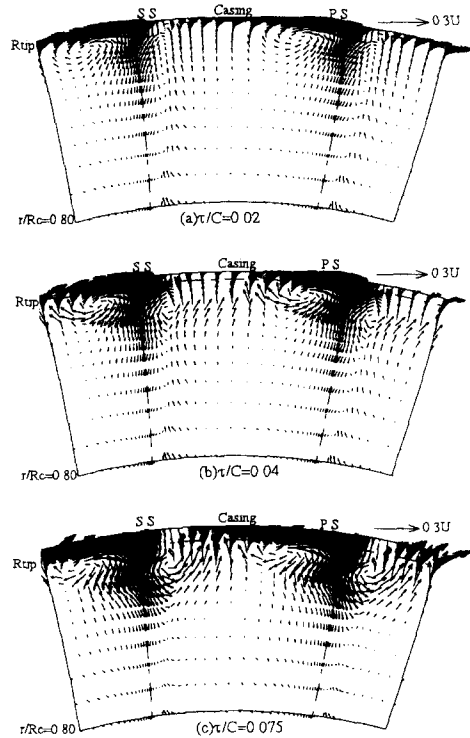 S S Casing P S 0 3U
Rtip
r/Rc=0 80
(a)τ/C=0 02
S S Casing P S 0 3U
Rtip
r/Rc=0 80
(b)τ/C=0 04
S S Casing P S 0 3U
Rtip
r/Rc=0 80
(c)τ/C=0 075